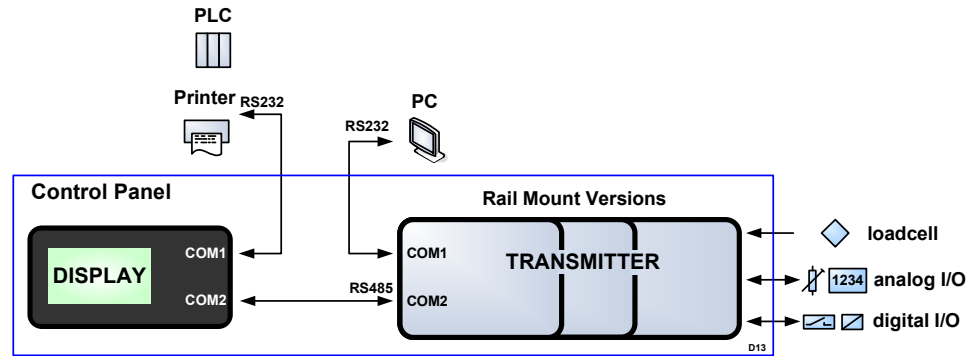 PLC
Printer
RS232
PC
RS232
Control Panel
Rail Mount Versions
DISPLAY
COM1
COM2
RS485
COM1
COM2
TRANSMITTER
loadcell
1234
analog I/O
digital I/O
D13